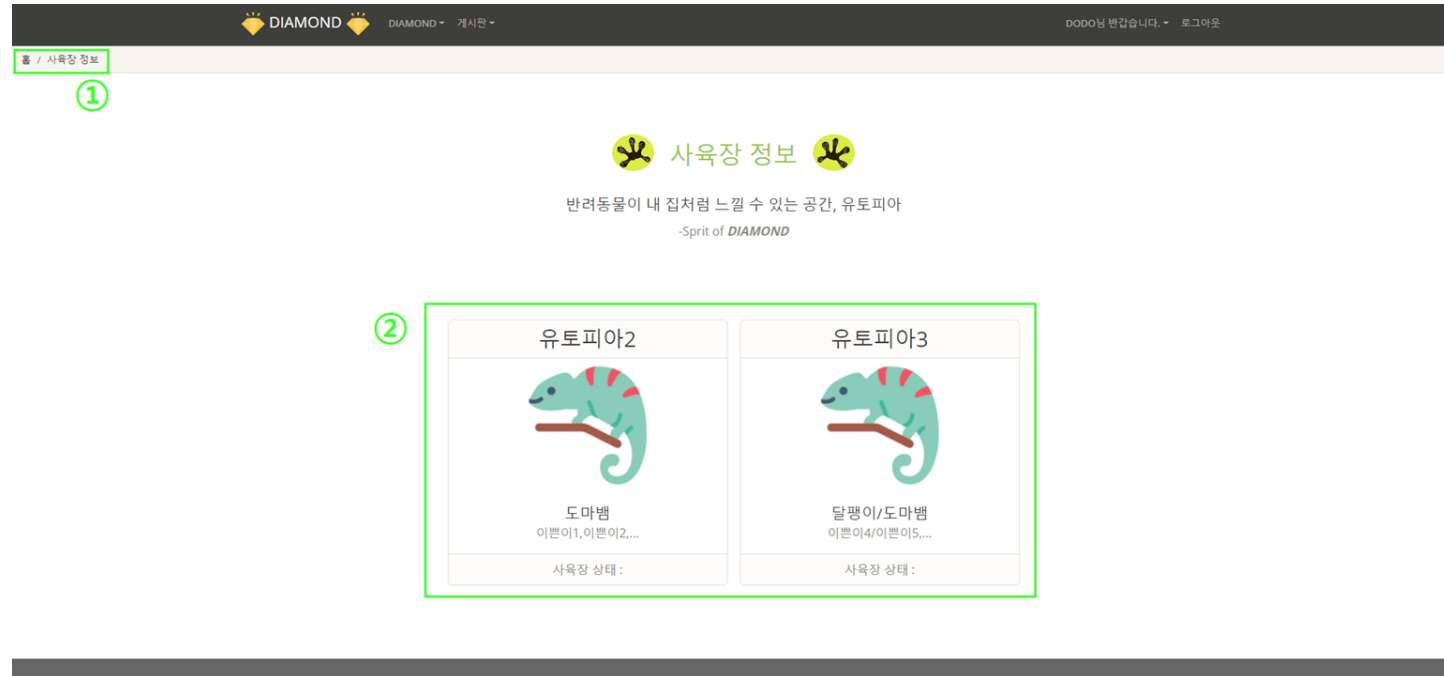 DIAMOND DIAMOND 게시판 DODO님 반갑습니다. 로그아웃
홈 / 사육장 정보
①
사육장 정보
반려동물이 내 집처럼 느낄 수 있는 공간, 유토피아
-Sprit of DIAMOND
②
유토피아2
도마뱀
이쁜이1,이쁜이2,...
사육장 상태 :
유토피아3
달팽이/도마뱀
이쁜이4/이쁜이5,...
사육장 상태 :